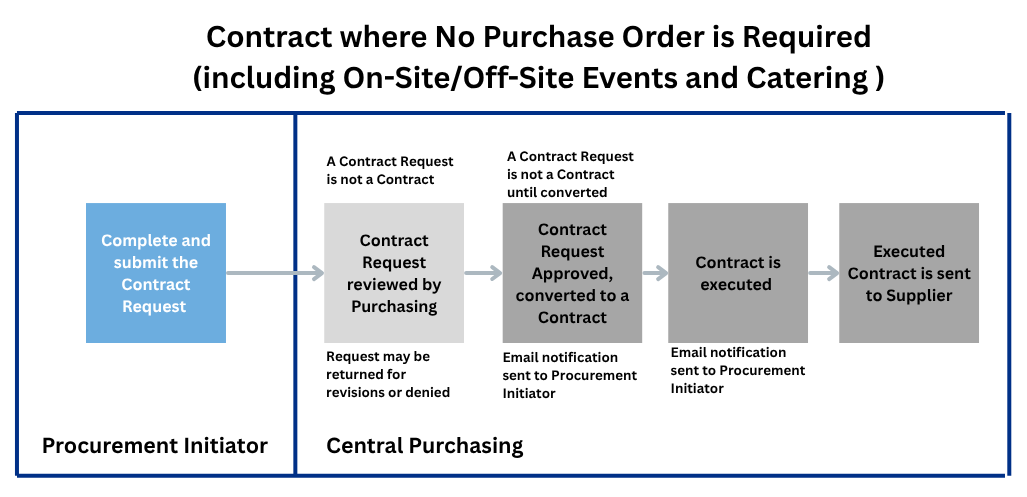 Contract where No Purchase Order is Required
(including On-Site/Off-Site Events and Catering )
Complete and
submit the
Contract
Request
Procurement Initiator
A Contract Request
is not a Contract
Contract
Request
reviewed by
Purchasing
Request may be
returned for
revisions or denied
A Contract Request
is not a Contract
until converted
Contract
Request
Approved,
converted to a
Contract
Email notification
sent to Procurement
Initiator
Contract is
executed
Email notification
sent to Procurement
Initiator
Executed
Contract is sent
to Supplier
Central Purchasing